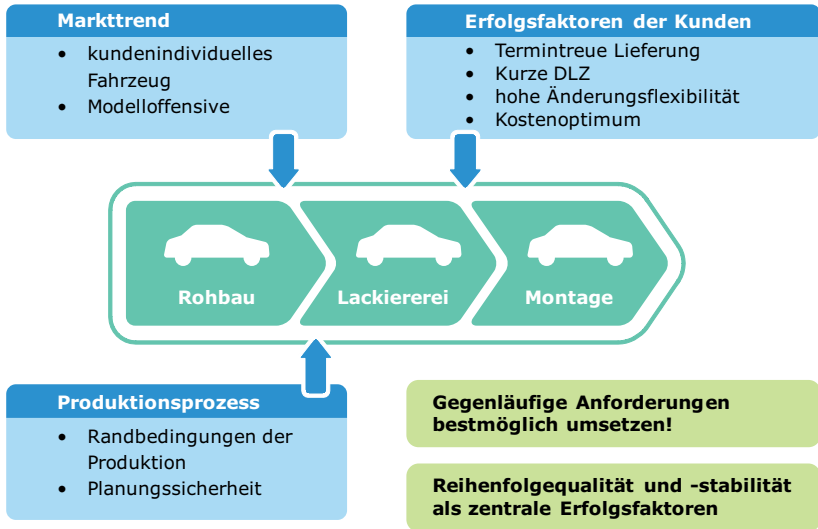 Markttrend
• kundenindividuelles
Fahrzeug
• Modelloffensive
Erfolgsfaktoren der Kunden
• Termintreue Lieferung
• Kurze DLZ
• hohe Änderungsflexibilität
• Kostenoptimum
Rohbau
Lackiererei
Montage
Produktionsprozess
• Randbedingungen der
Produktion
• Planungssicherheit
Gegenläufige Anforderungen
bestmöglich umsetzen!
Reihenfolgequalität und -stabilität
als zentrale Erfolgsfaktoren